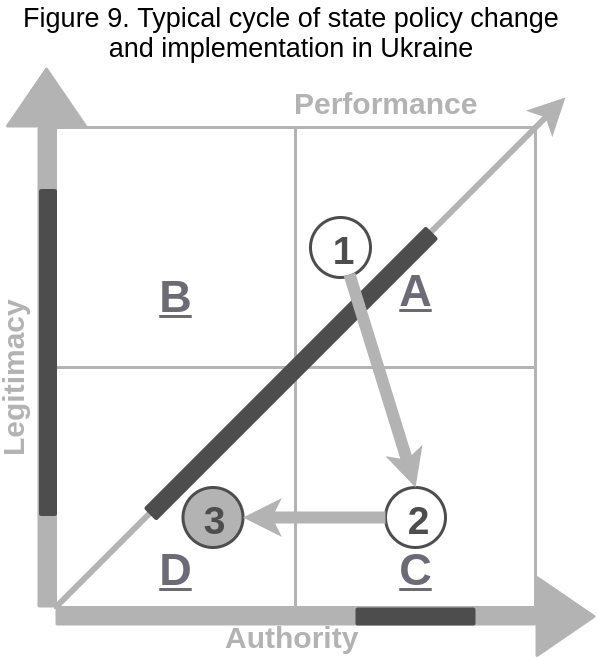 Figure 9. Typical cycle of state policy change
and implementation in Ukraine
Performance
1
B
A
Legitimacy
3
2
D
C
Authority